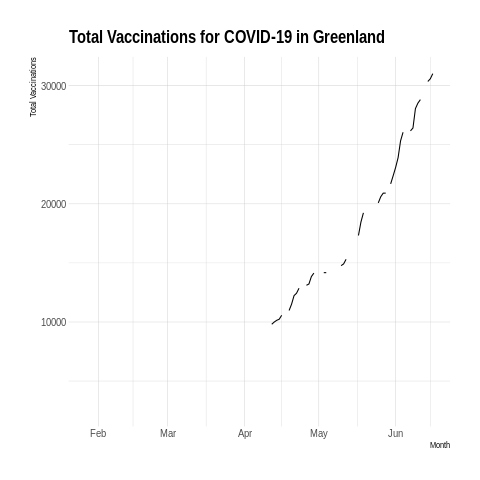 Total Vaccinations for COVID-19 in Greenland
Total Vaccinations
30000
20000
10000
Feb Mar Apr May Jun
Month